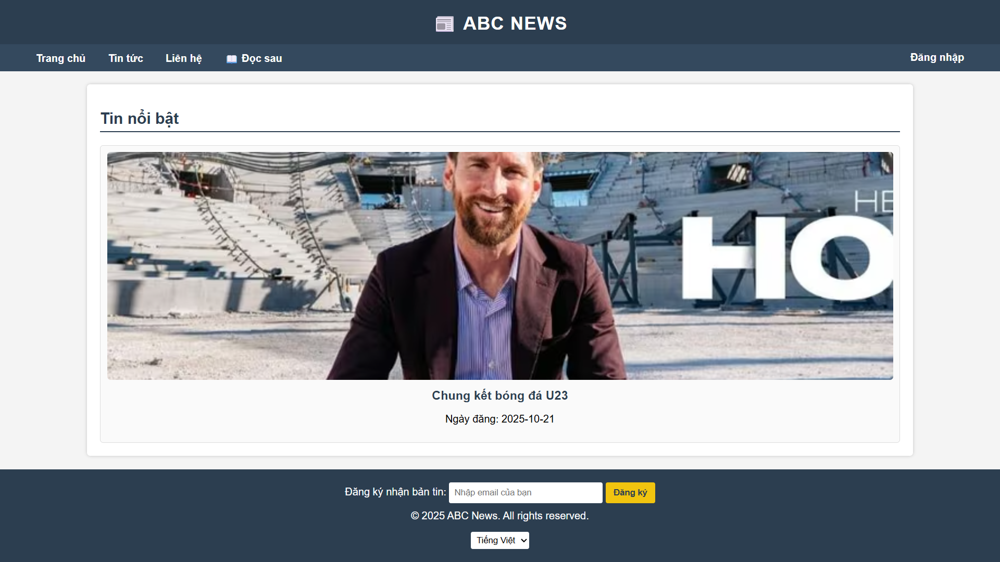 ABC NEWS
Trang chủ
Tin tức
Liên hệ
Đọc sau
Đăng nhập
Tin nổi bật
HE
HO
Chung kết bóng đá U23
Ngày đăng: 2025-10-21
Đăng ký nhận bản tin: Nhập email của bạn Đăng ký
© 2025 ABC News. All rights reserved.
Tiếng Việt